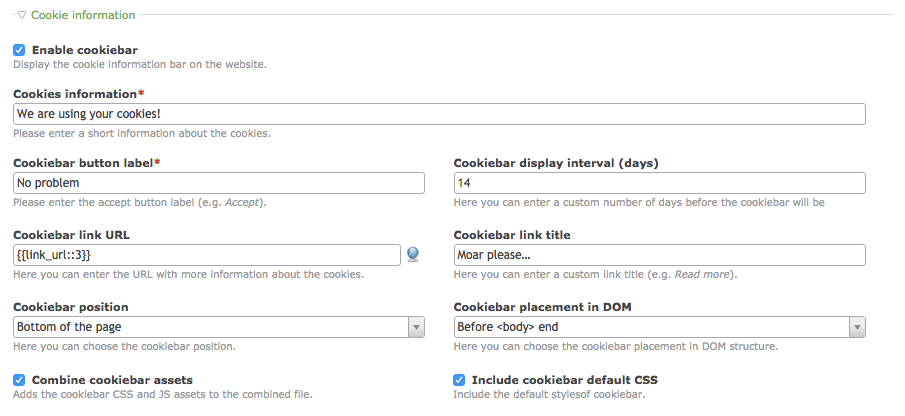 Cookie information
Enable cookiebar
Display the cookie information bar on the website.
Cookies information*
We are using your cookies!
Please enter a short information about the cookies.
Cookiebar button label*
Cookiebar display interval (days)
No problem
14
Please enter the accept button label (e.g. Accept).
Here you can enter a custom number of days before the cookiebar will be
Cookiebar link URL
Cookiebar link title
{{link_url::3}}
Moar please...
Here you can enter the URL with more information about the cookies.
Here you can enter a custom link title (e.g. Read more).
Cookiebar position
Cookiebar placement in DOM
Bottom of the page
Before <body> end
Here you can choose the cookiebar position.
Here you can choose the cookiebar placement in DOM structure.
Combine cookiebar assets
Include cookiebar default CSS
Adds the cookiebar CSS and JS assets to the combined file.
Include the default stylesof cookiebar.